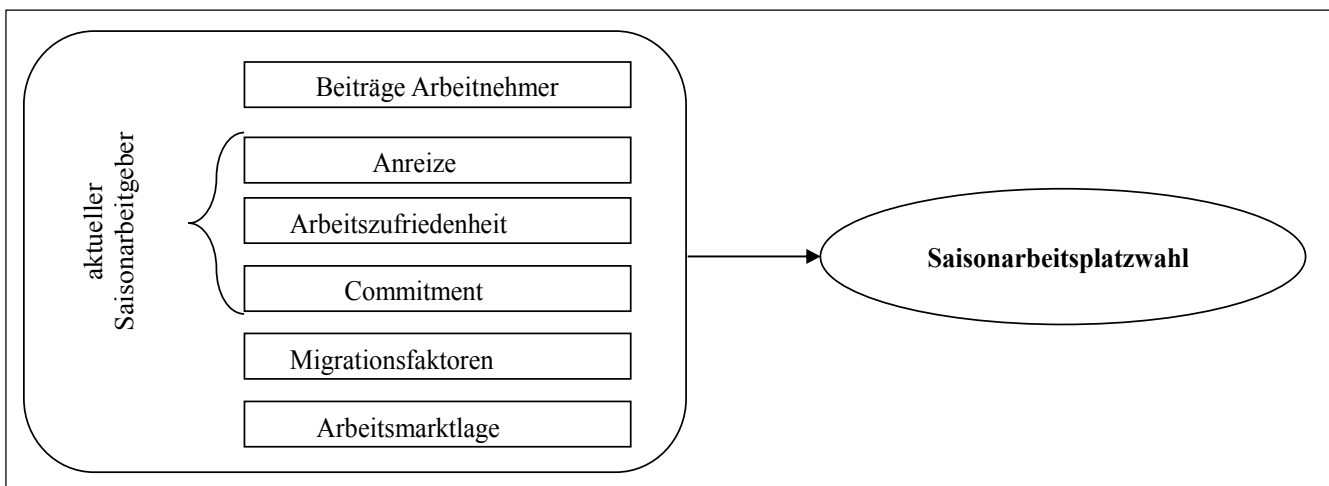 Beiträge Arbeitnehmer
aktueller
Saisonarbeitgeber
Anreize
Arbeitszufriedenheit
Commitment
Migrationsfaktoren
Arbeitsmarktlage
Saisonarbeitsplatzwahl